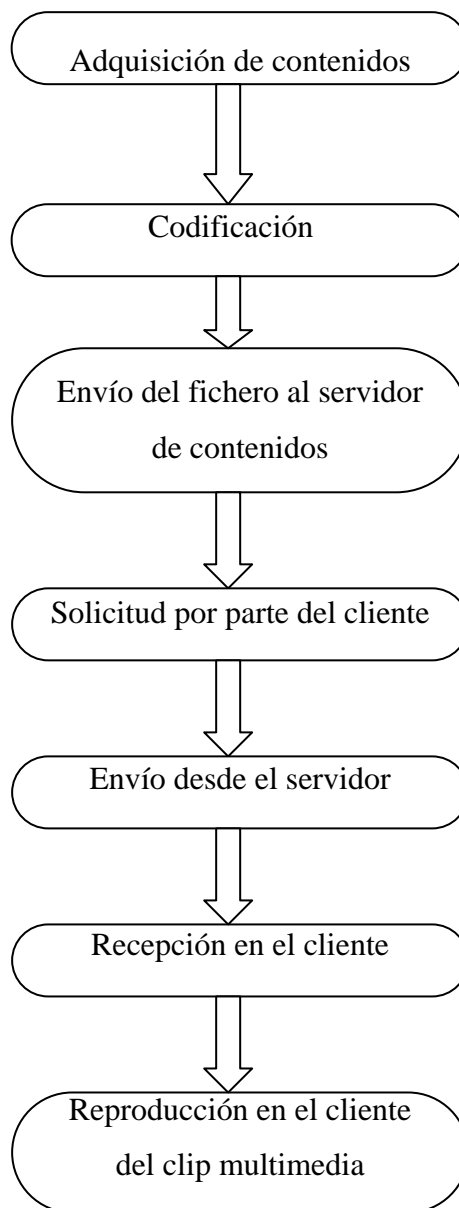 Adquisición de contenidos
Codificación
Envío del fichero al servidor
de contenidos
Solicitud por parte del cliente
Envío desde el servidor
Recepción en el cliente
Reproducción en el cliente
del clip multimedia